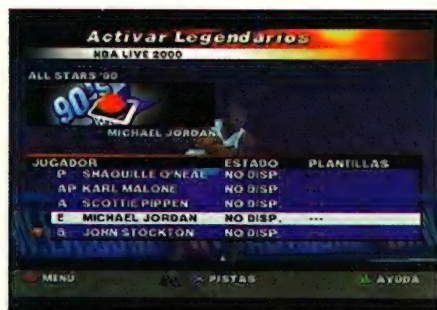 Activar Legendarios
NBA LIVE 2000
ALL STARS '90
90's
MICHAEL JORDAN
JUGADOR ESTADO PLANTILLAS
P SHAQUILLE O'NEAL NO DISP. ---
AP KARL MALONE NO DISP. ---
A SCOTTIE PIPPEN NO DISP. ---
E MICHAEL JORDAN NO DISP. ---
B JOHN STOCKTON NO DISP.
MENÚ PISTAS AYUDA